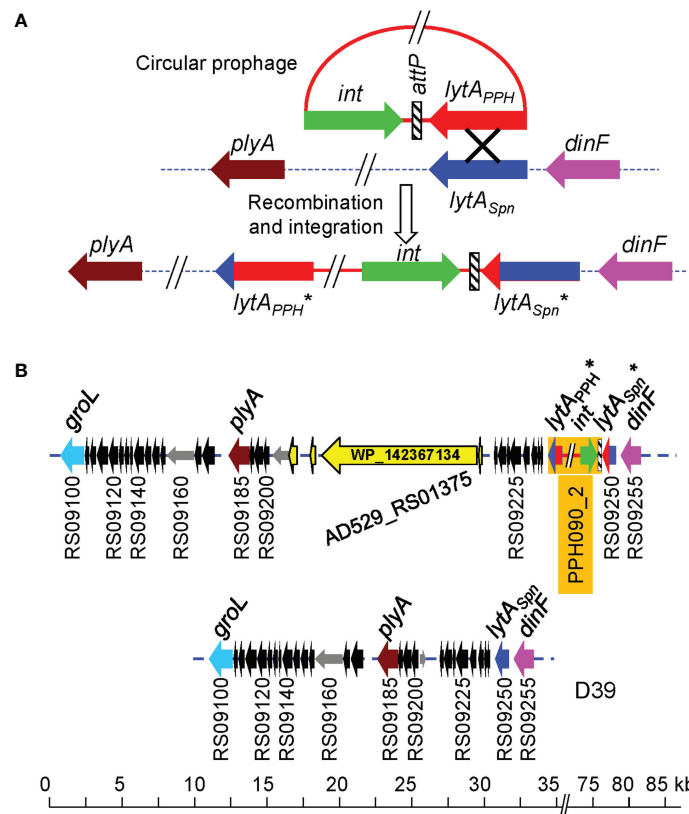 A
Circular prophage
attP
int
lytAPPH
plyA
dinF
lytASpn
Recombination
and integration
plyA
int
dinF
lytAPPH*
lytASpn*
B
groL
plyA
lytAPPH*
int
lytASpn*
dinF
WP_142367134
AD529_RS01375
RS09100
RS09120
RS09140
RS09160
RS09185
RS09200
RS09225
PPH090_2
RS09250
RS09255
groL
plyA
lytASpn
dinF
D39
RS09100
RS09120
RS09140
RS09160
RS09185
RS09200
RS09225
RS09250
RS09255
0 5 10 15 20 25 30 35 75 80 85 kb